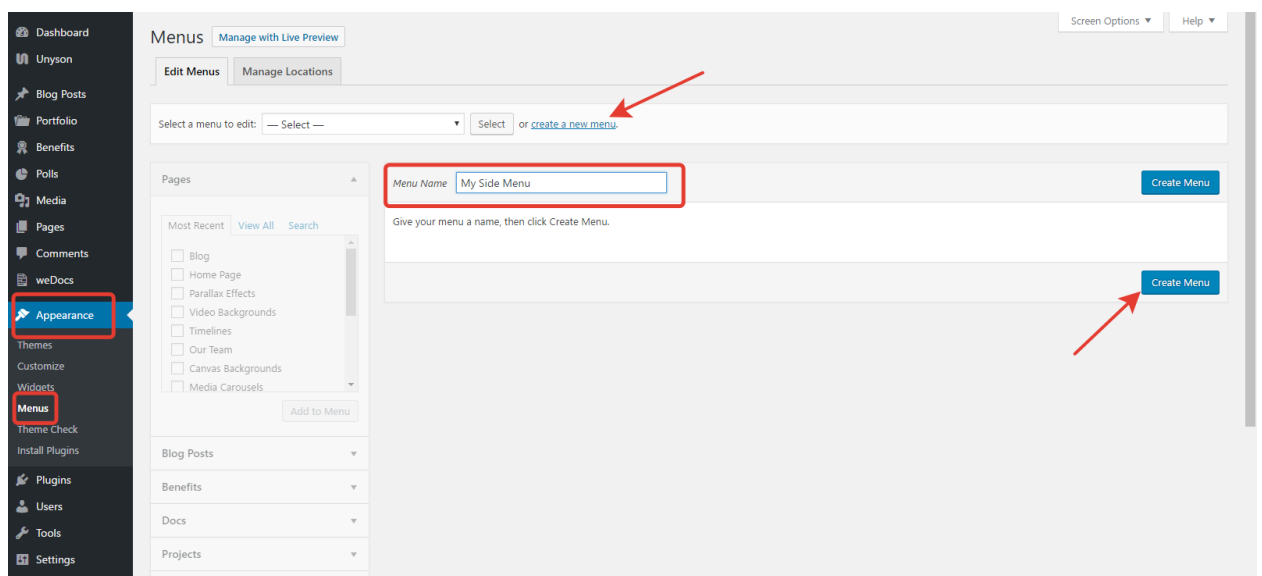 Dashboard
Unyson
Blog Posts
Portfolio
Benefits
Polls
Media
Pages
Comments
weDocs
Appearance
Themes
Customize
Widgets
Menus
Theme Check
Install Plugins
Plugins
Users
Tools
Settings
Screen Options Help
Menus Manage with Live Preview
Edit Menus Manage Locations
Select a menu to edit: — Select — Select or create a new menu.
Pages
Most Recent View All Search
Blog
Home Page
Parallax Effects
Video Backgrounds
Timelines
Our Team
Canvas Backgrounds
Media Carousels
Add to Menu
Blog Posts
Benefits
Docs
Projects
Menu Name My Side Menu Create Menu
Give your menu a name, then click Create Menu.
Create Menu